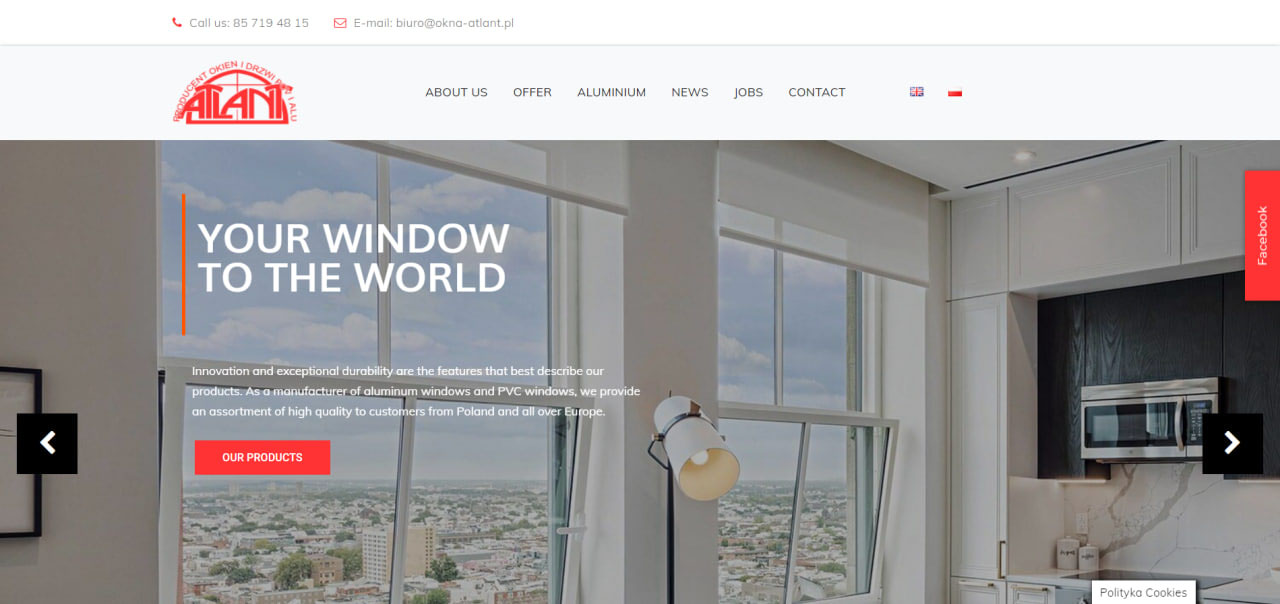 Call us: 85 719 48 15
E-mail: biuro@okna-atlant.pl
PRODUCENT OKIEN I DRZWI PCV I ALU
ATLANT
ABOUT US
OFFER
ALUMINIUM
NEWS
JOBS
CONTACT
YOUR WINDOW
TO THE WORLD
Facebook
Innovation and exceptional durability are the features that best describe our
products. As a manufacturer of aluminum windows and PVC windows, we provide
an assortment of high quality to customers from Poland and all over Europe.
OUR PRODUCTS
Polityka Cookies